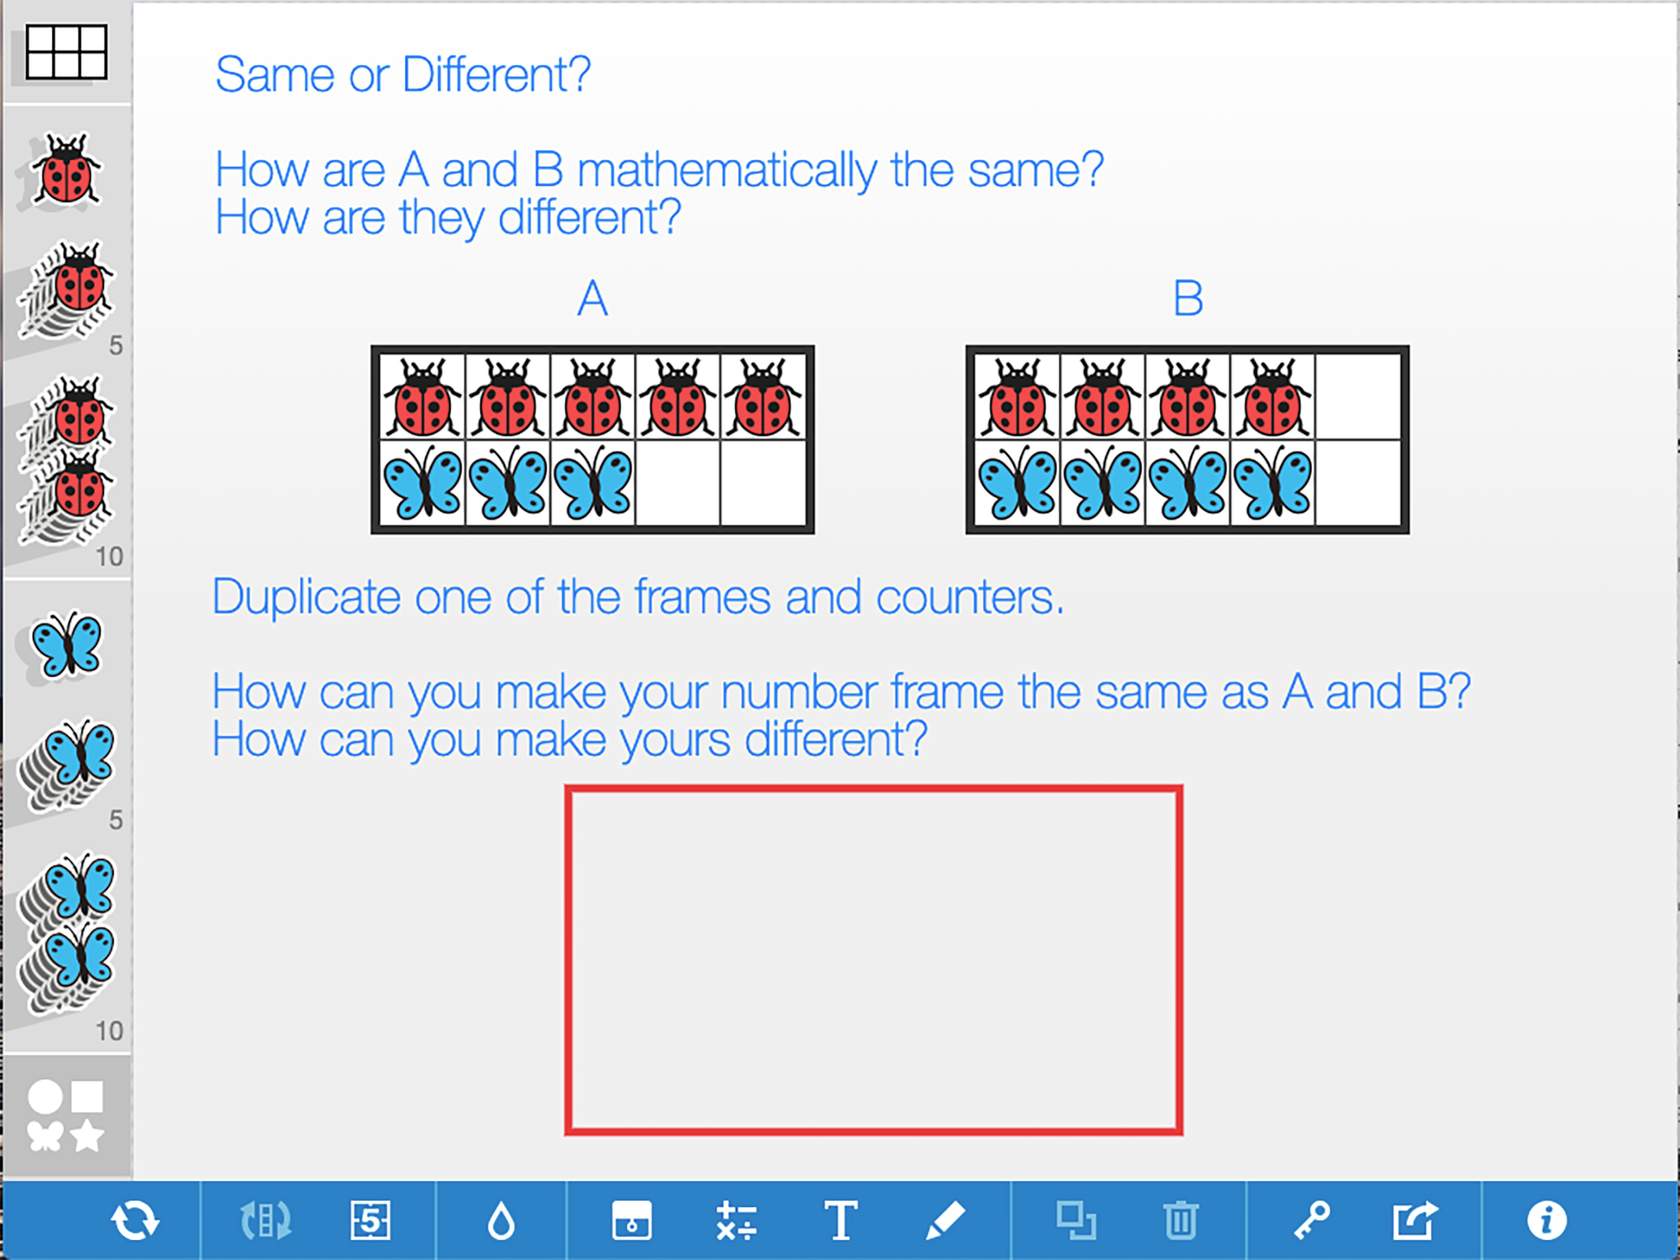 Same or Different?
How are A and B mathematically the same?
How are they different?
A B
5
10
Duplicate one of the frames and counters.
How can you make your number frame the same as A and B?
How can you make yours different?
5
10
5 T i